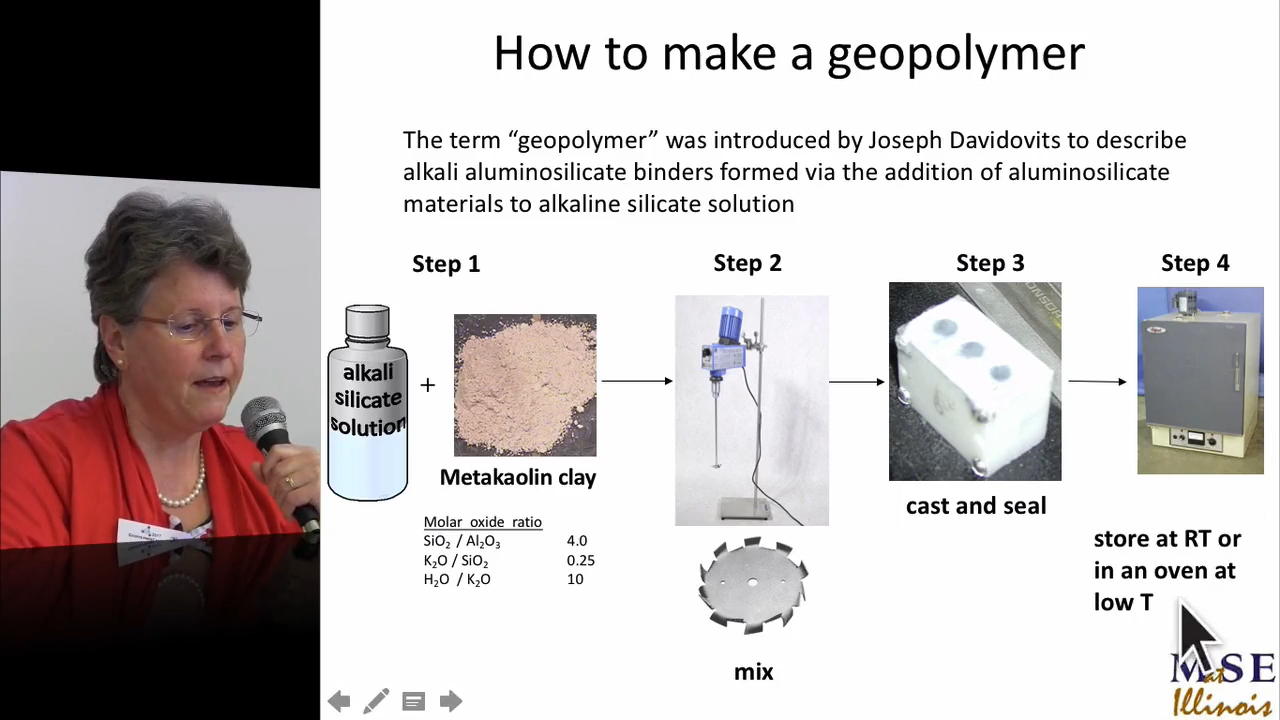 How to make a geopolymer
The term “geopolymer” was introduced by Joseph Davidovits to describe
alkali aluminosilicate binders formed via the addition of aluminosilicate
materials to alkaline silicate solution
Step 1
Step 2
Step 3
Step 4
alkali
silicate
solution
+
Metakaolin clay
Molar oxide ratio
SiO₂ / Al₂O₃ 4.0
K₂O / SiO₂ 0.25
H₂O / K₂O 10
mix
cast and seal
store at RT or
in an oven at
low T
MSE
at
Illinois